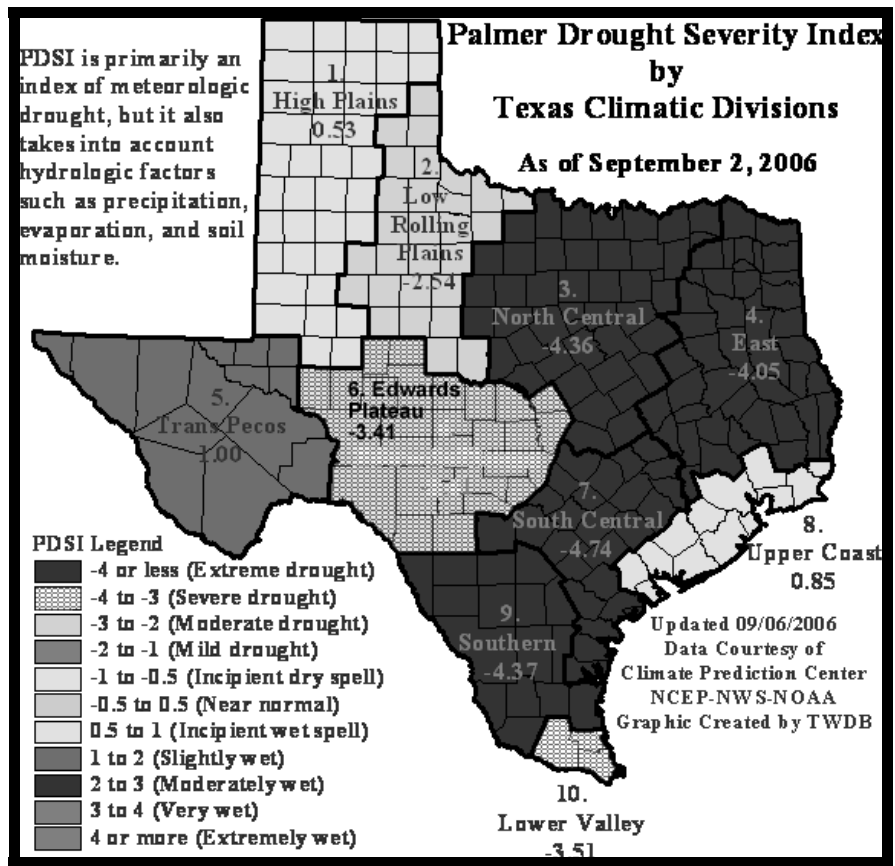 Palmer Drought Severity Index
by
Texas Climatic Divisions
As of September 2, 2006
PDSI is primarily an
index of meteorologic
drought, but it also
takes into account
hydrologic factors
such as precipitation,
evaporation, and soil
moisture.
1.
High Plains
0.53
2.
Low
Rolling
Plains
-2.54
3.
North Central
-4.36
4.
East
-4.05
5.
Trans Pecos
1.00
6. Edwards
Plateau
-3.41
7.
South Central
-4.74
8.
Upper Coast
0.85
9.
Southern
-4.37
10.
Lower Valley
-3.51
PDSI Legend
-4 or less (Extreme drought)
-4 to -3 (Severe drought)
-3 to -2 (Moderate drought)
-2 to -1 (Mild drought)
-1 to -0.5 (Incipient dry spell)
-0.5 to 0.5 (Near normal)
0.5 to 1 (Incipient wet spell)
1 to 2 (Slightly wet)
2 to 3 (Moderately wet)
3 to 4 (Very wet)
4 or more (Extremely wet)
Updated 09/06/2006
Data Courtesy of
Climate Prediction Center
NCEP-NWS-NOAA
Graphic Created by TWDB